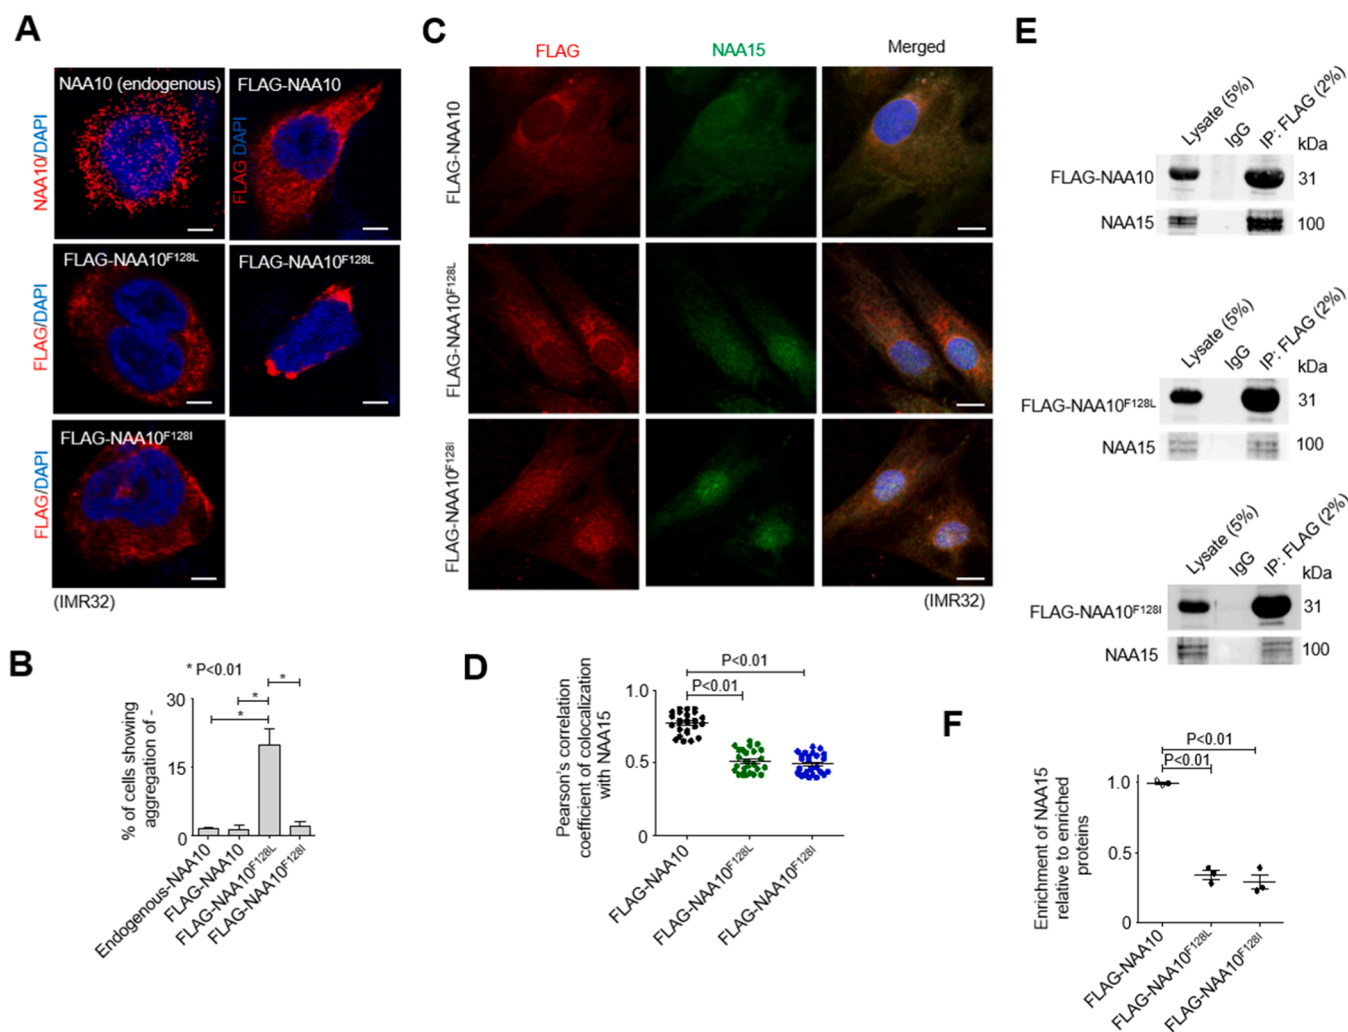 A
NAA10 (endogenous)
FLAG-NAA10
NAA10/DAPI
FLAG DAPI
FLAG-NAA10F128L
FLAG-NAA10F128L
FLAG/DAPI
FLAG-NAA10F128I
FLAG/DAPI
(IMR32)
B
* P<0.01
*
*
*
% of cells showing
aggregation of -
30
15
0
Endogenous-NAA10
FLAG-NAA10
FLAG-NAA10F128L
FLAG-NAA10F128I
C
FLAG
NAA15
Merged
FLAG-NAA10
FLAG-NAA10F128L
FLAG-NAA10F128I
(IMR32)
D
P<0.01
P<0.01
Pearson's correlation
coefficient of colocalization
with NAA15
1.0
0.5
0
FLAG-NAA10
FLAG-NAA10F128L
FLAG-NAA10F128I
E
Lysate (5%)
IgG
IP: FLAG (2%)
kDa
FLAG-NAA10
31
NAA15
100
Lysate (5%)
IgG
IP: FLAG (2%)
kDa
FLAG-NAA10F128L
31
NAA15
100
Lysate (5%)
IgG
IP: FLAG (2%)
kDa
FLAG-NAA10F128I
31
NAA15
100
F
P<0.01
P<0.01
Enrichment of NAA15
relative to enriched
proteins
1.0
0.5
0
FLAG-NAA10
FLAG-NAA10F128L
FLAG-NAA10F128I